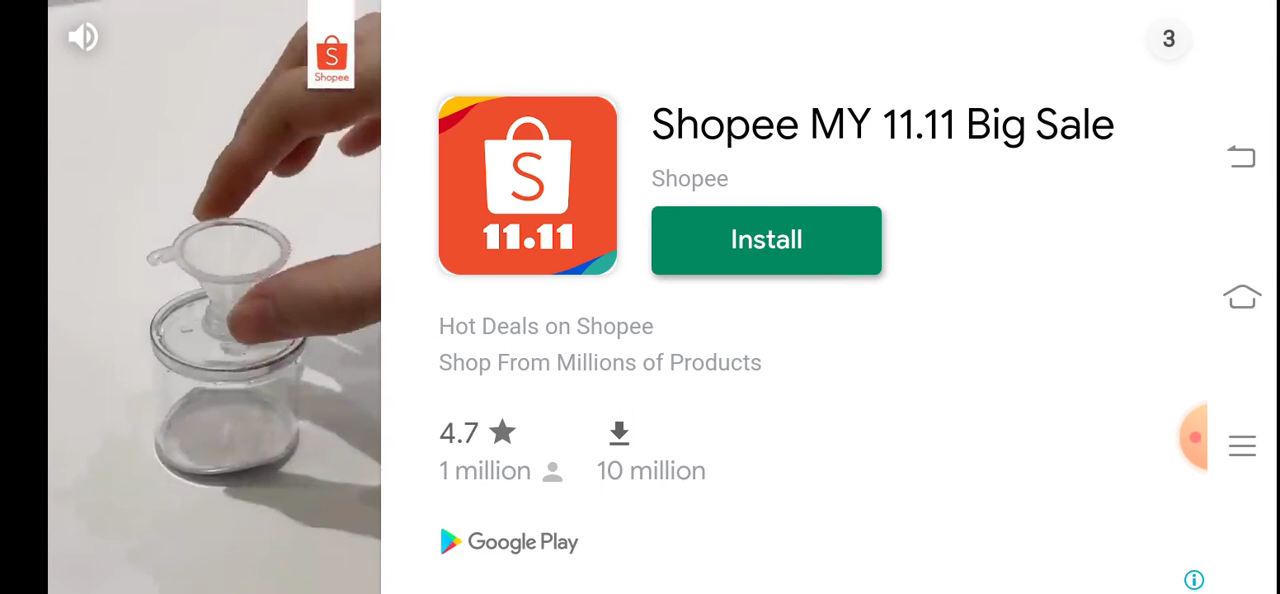 S
Shopee
3
S
11.11
Shopee MY 11.11 Big Sale
Shopee
Install
Hot Deals on Shopee
Shop From Millions of Products
4.7
1 million
10 million
Google Play